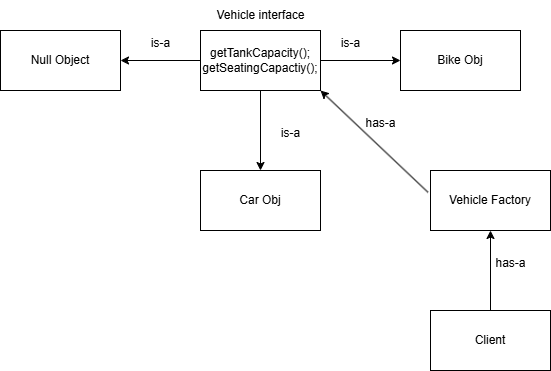 Vehicle interface
is-a
is-a
Null Object
getTankCapacity();
getSeatingCapactiy();
Bike Obj
has-a
is-a
Car Obj
Vehicle Factory
has-a
Client